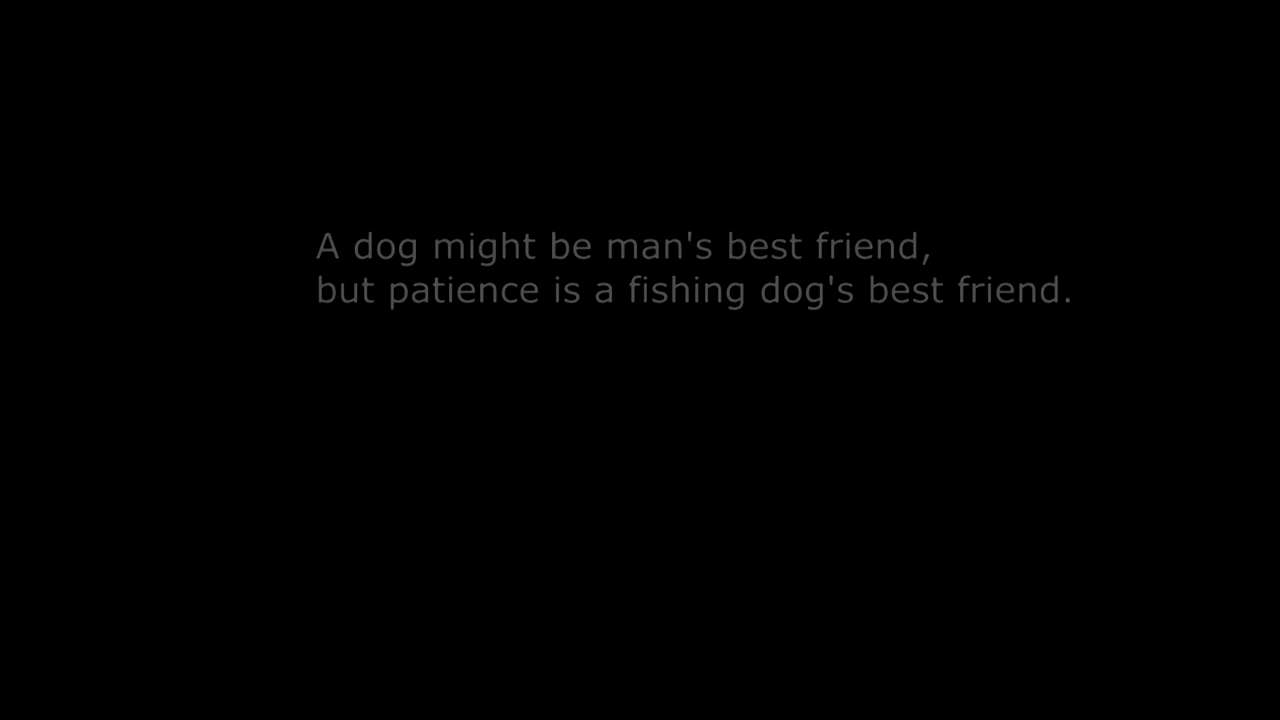 A dog might be man's best friend,
but patience is a fishing dog's best friend.